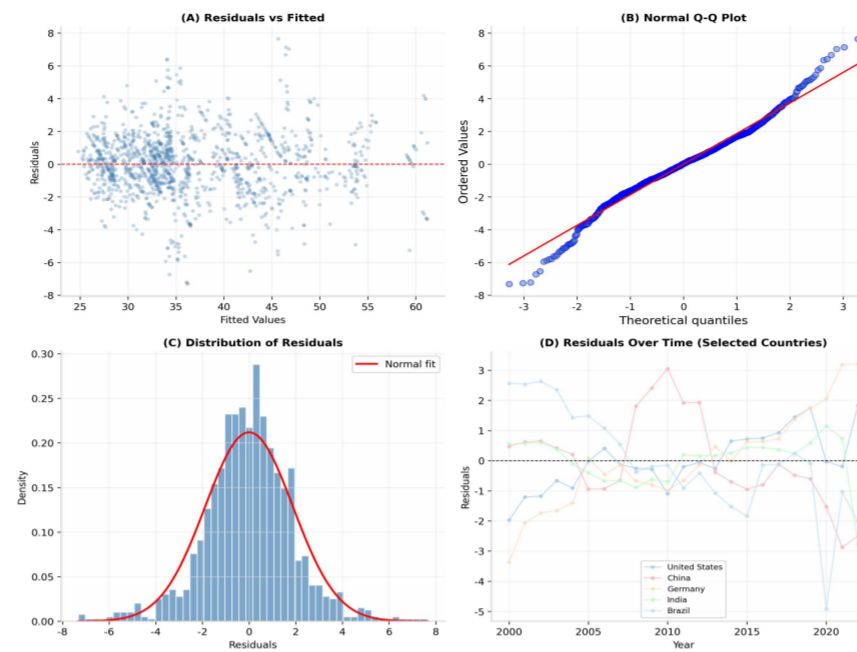 (A) Residuals vs Fitted
8
6
4
2
0
-2
-4
-6
-8
Residuals
25 30 35 40 45 50 55 60
Fitted Values
(B) Normal Q-Q Plot
8
6
4
2
0
-2
-4
-6
-8
Ordered Values
-3 -2 -1 0 1 2 3
Theoretical quantiles
(C) Distribution of Residuals
Normal fit
0.30
0.25
0.20
0.15
0.10
0.05
0.00
Density
-8 -6 -4 -2 0 2 4 6 8
Residuals
(D) Residuals Over Time (Selected Countries)
3
2
1
0
-1
-2
-3
-4
-5
Residuals
United States
China
Germany
India
Brazil
2000 2005 2010 2015 2020
Year